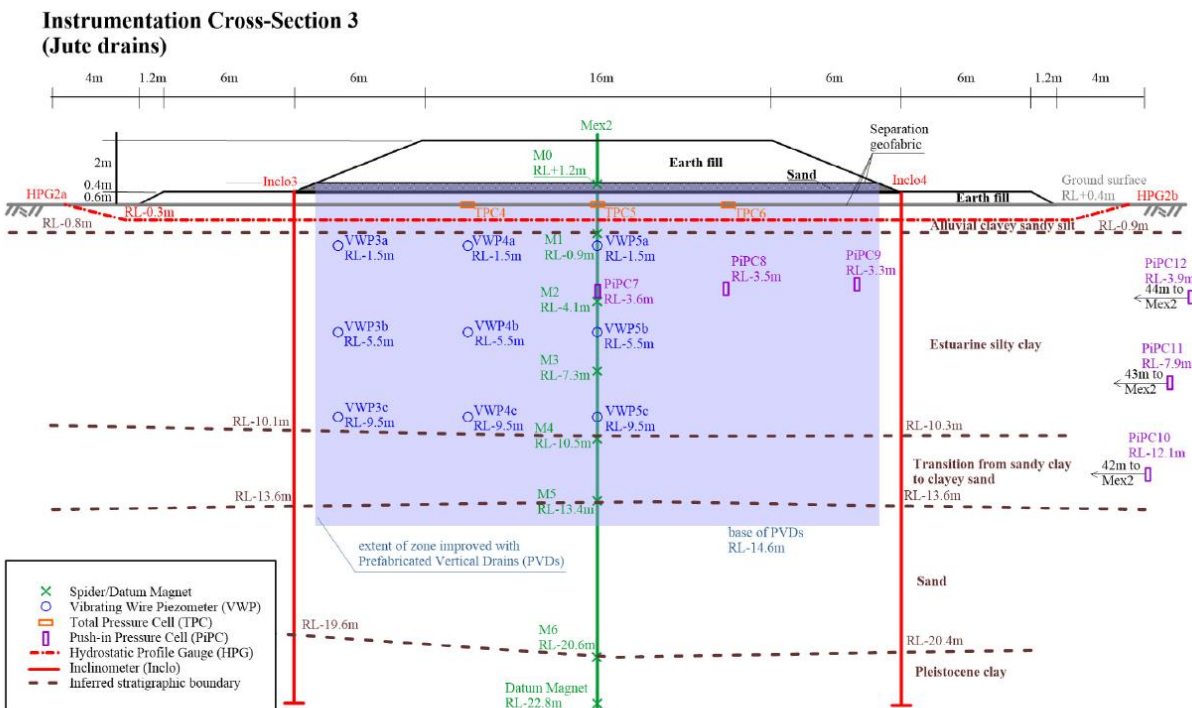 Instrumentation Cross-Section 3
(Jute drains)
4m 1.2m 6m 6m 16m 6m 6m 1.2m 4m
Mex2
Separation
geofabric
M0
RL+1.2m
Earth fill
2m
Sand
0.4m
0.6m
HPG2a
Inclo3
Inclo4
Earth fill
Ground surface
RL+0.4m
HPG2b
RL-0.3m
TPC4
TPC5
TPC6
RL-0.8m
Alluvial clayey sandy silt
RL-0.9m
VWP3a
RL-1.5m
VWP4a
RL-1.5m
M1
RL-0.9m
VWP5a
RL-1.5m
PiPC8
RL-3.5m
PiPC9
RL-3.3m
PiPC7
RL-3.6m
M2
RL-4.1m
PiPC12
RL-3.9m
44m to
Mex2
VWP3b
RL-5.5m
VWP4b
RL-5.5m
VWP5b
RL-5.5m
Estuarine silty clay
M3
RL-7.3m
PiPC11
RL-7.9m
43m to
Mex2
VWP3c
RL-9.5m
VWP4c
RL-9.5m
VWP5c
RL-9.5m
RL-10.1m
M4
RL-10.5m
RL-10.3m
PiPC10
RL-12.1m
42m to
Mex2
Transition from sandy clay
to clayey sand
RL-13.6m
M5
RL-13.4m
RL-13.6m
extent of zone improved with
Prefabricated Vertical Drains (PVDs)
base of PVDs
RL-14.6m
Sand
Spider/Datum Magnet
Vibrating Wire Piezometer (VWP)
Total Pressure Cell (TPC)
Push-in Pressure Cell (PiPC)
Hydrostatic Profile Gauge (HPG)
Inclinometer (Inclo)
Inferred stratigraphic boundary
RL-19.6m
M6
RL-20.6m
RL-20.4m
Pleistocene clay
Datum Magnet
RL-22.8m